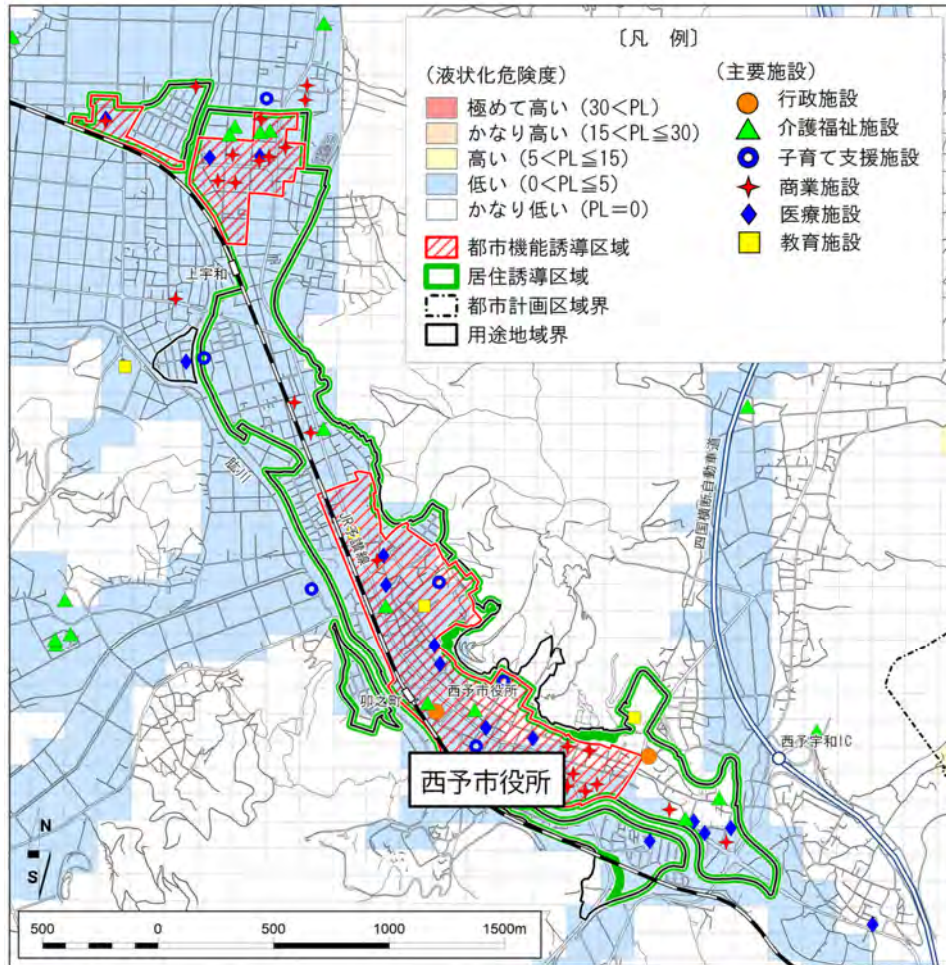 〔凡 例〕
（液状化危険度）
極めて高い（30＜PL）
かなり高い（15＜PL≦30）
高い（5＜PL≦15）
低い（0＜PL≦5）
かなり低い（PL＝0）
都市機能誘導区域
居住誘導区域
都市計画区域界
用途地域界
（主要施設）
行政施設
介護福祉施設
子育て支援施設
商業施設
医療施設
教育施設
上宇和
JR予讃線
四国横断自動車道
西予市役所
卯之町
西予宇和IC
西予市役所
N
S
500 0 500 1000 1500m